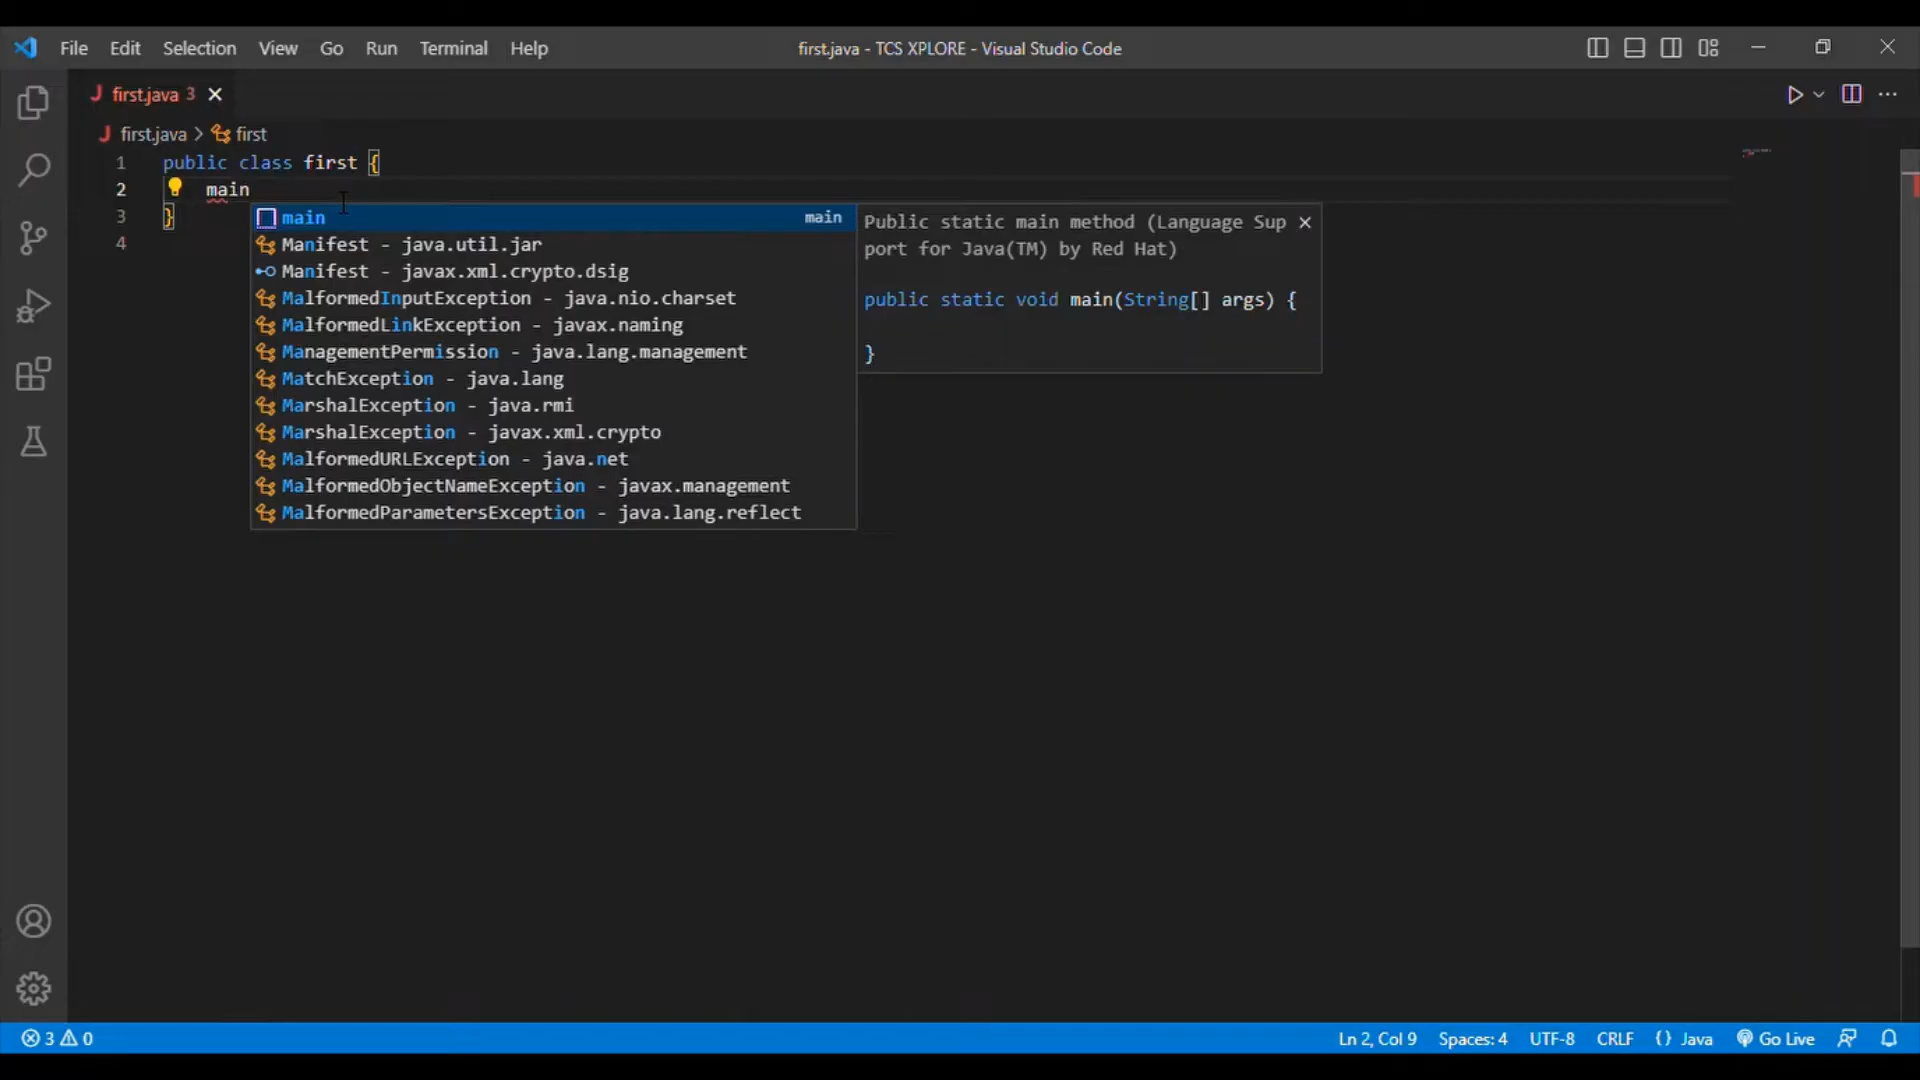 File Edit Selection View Go Run Terminal Help first.java - TCS XPLORE - Visual Studio Code
J first.java 3
J first.java > first
1 public class first {
2 main
3 }
4
main main
Manifest - java.util.jar
Manifest - javax.xml.crypto.dsig
MalformedInputException - java.nio.charset
MalformedLinkException - javax.naming
ManagementPermission - java.lang.management
MatchException - java.lang
MarshalException - java.rmi
MarshalException - javax.xml.crypto
MalformedURLException - java.net
MalformedObjectNameException - javax.management
MalformedParametersException - java.lang.reflect
Public static main method (Language Sup
port for Java(TM) by Red Hat)
public static void main(String[] args) {
}
3 0 Ln 2, Col 9 Spaces: 4 UTF-8 CRLF {} Java Go Live